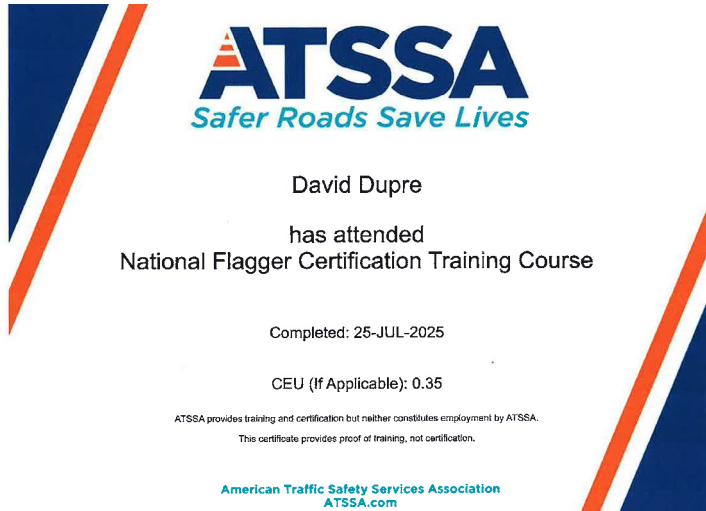 ATSSA
Safer Roads Save Lives
David Dupre
has attended
National Flagger Certification Training Course
Completed: 25-JUL-2025
CEU (If Applicable): 0.35
ATSSA provides training and certification but neither constitutes employment by ATSSA.
This certificate provides proof of training, not certification.
American Traffic Safety Services Association
ATSSA.com